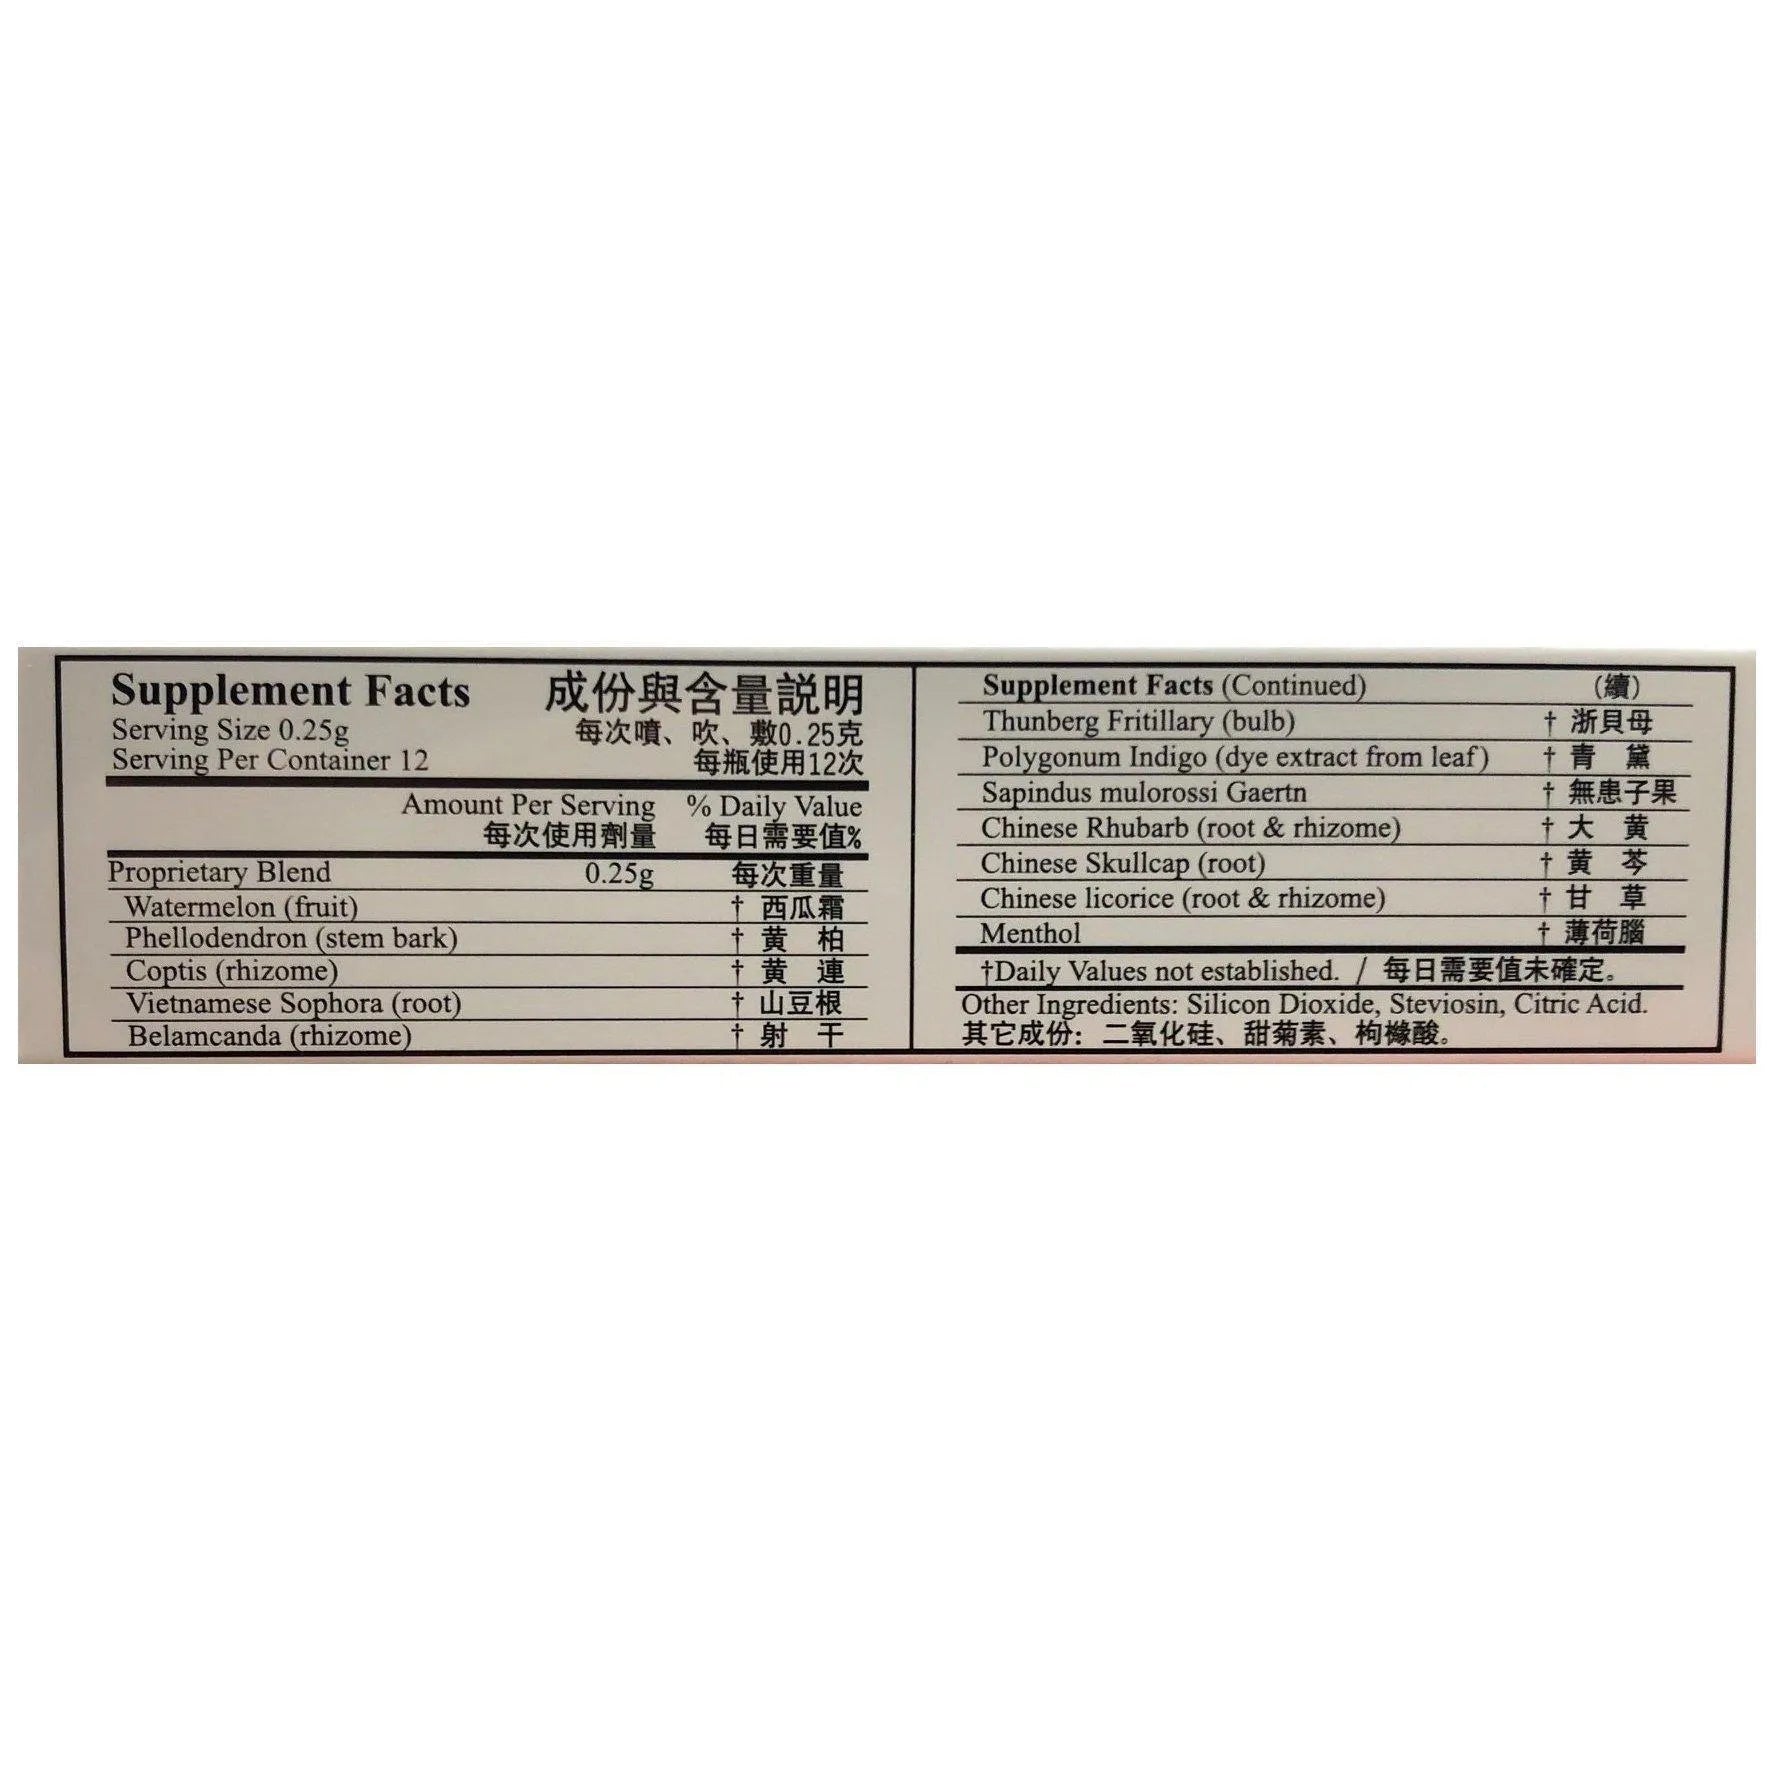 Supplement Facts 成份與含量説明
Serving Size 0.25g 每次噴、吹、敷0.25克
Serving Per Container 12 每瓶使用12次
Amount Per Serving % Daily Value
每次使用劑量 每日需要值%
Proprietary Blend 0.25g 每次重量
Watermelon (fruit) † 西瓜霜
Phellodendron (stem bark) † 黄 柏
Coptis (rhizome) † 黄 連
Vietnamese Sophora (root) † 山豆根
Belamcanda (rhizome) † 射 干
Supplement Facts (Continued) (續)
Thunberg Fritillary (bulb) † 浙貝母
Polygonum Indigo (dye extract from leaf) † 青 黛
Sapindus mulorossi Gaertn † 無患子果
Chinese Rhubarb (root & rhizome) † 大 黄
Chinese Skullcap (root) † 黄 芩
Chinese licorice (root & rhizome) † 甘 草
Menthol † 薄荷腦
†Daily Values not established. / 每日需要值未確定。
Other Ingredients: Silicon Dioxide, Steviosin, Citric Acid.
其它成份：二氧化硅、甜菊素、枸櫞酸。